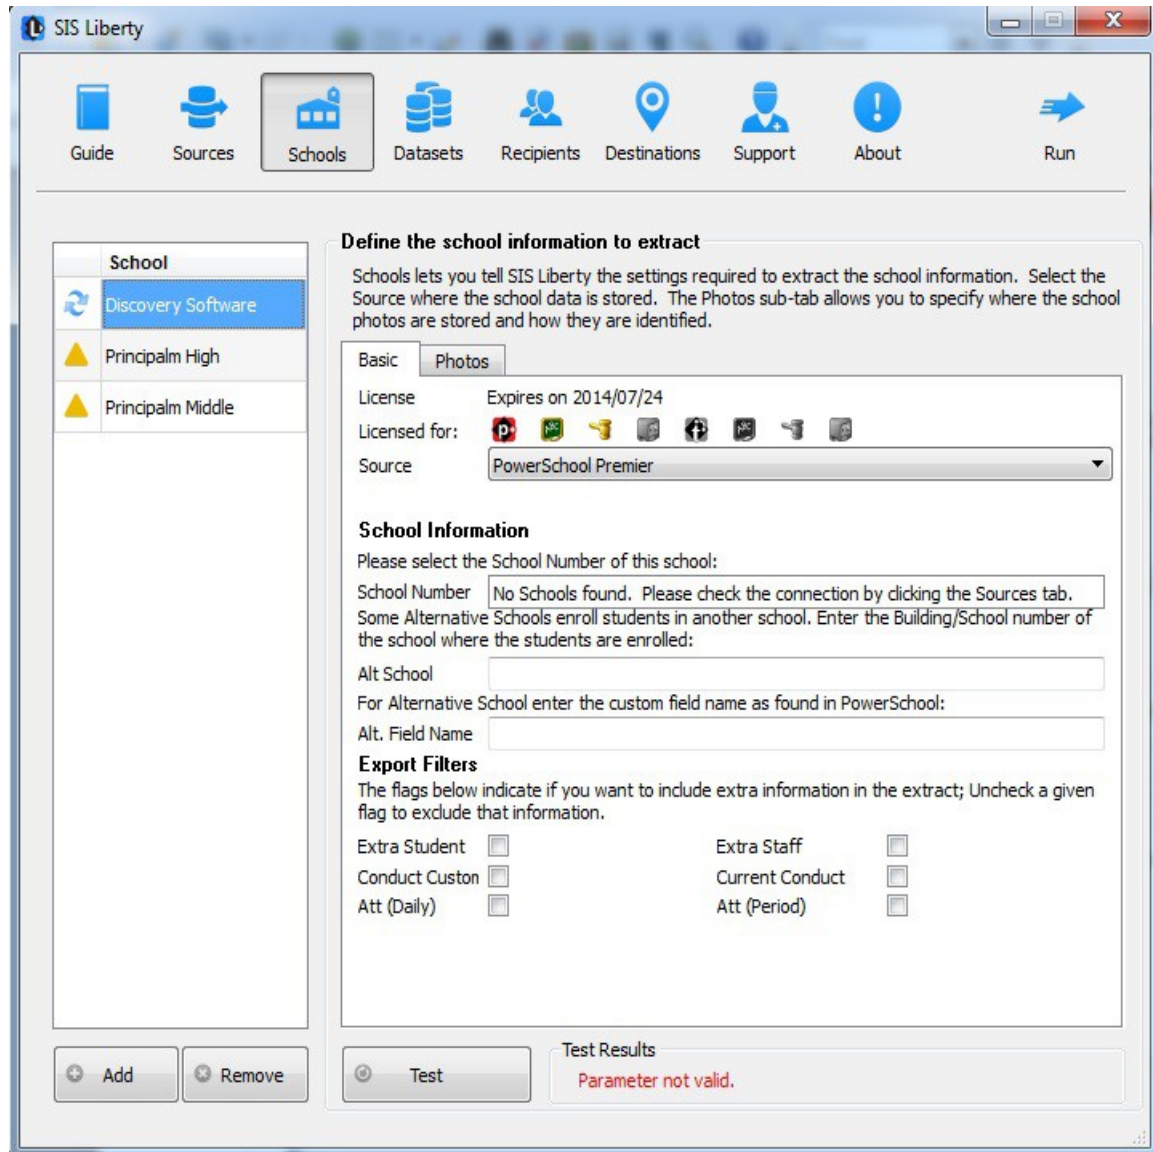 SIS Liberty
Guide
Sources
Schools
Datasets
Recipients
Destinations
Support
About
Run
School
Discovery Software
Principalm High
Principalm Middle
Add
Remove
Define the school information to extract
Schools lets you tell SIS Liberty the settings required to extract the school information. Select the
Source where the school data is stored. The Photos sub-tab allows you to specify where the school
photos are stored and how they are identified.
Basic
Photos
License Expires on 2014/07/24
Licensed for:
Source PowerSchool Premier
School Information
Please select the School Number of this school:
School Number No Schools found. Please check the connection by clicking the Sources tab.
Some Alternative Schools enroll students in another school. Enter the Building/School number of
the school where the students are enrolled:
Alt School
For Alternative School enter the custom field name as found in PowerSchool:
Alt. Field Name
Export Filters
The flags below indicate if you want to include extra information in the extract; Uncheck a given
flag to exclude that information.
Extra Student Extra Staff
Conduct Custon Current Conduct
Att (Daily) Att (Period)
Test
Test Results
Parameter not valid.